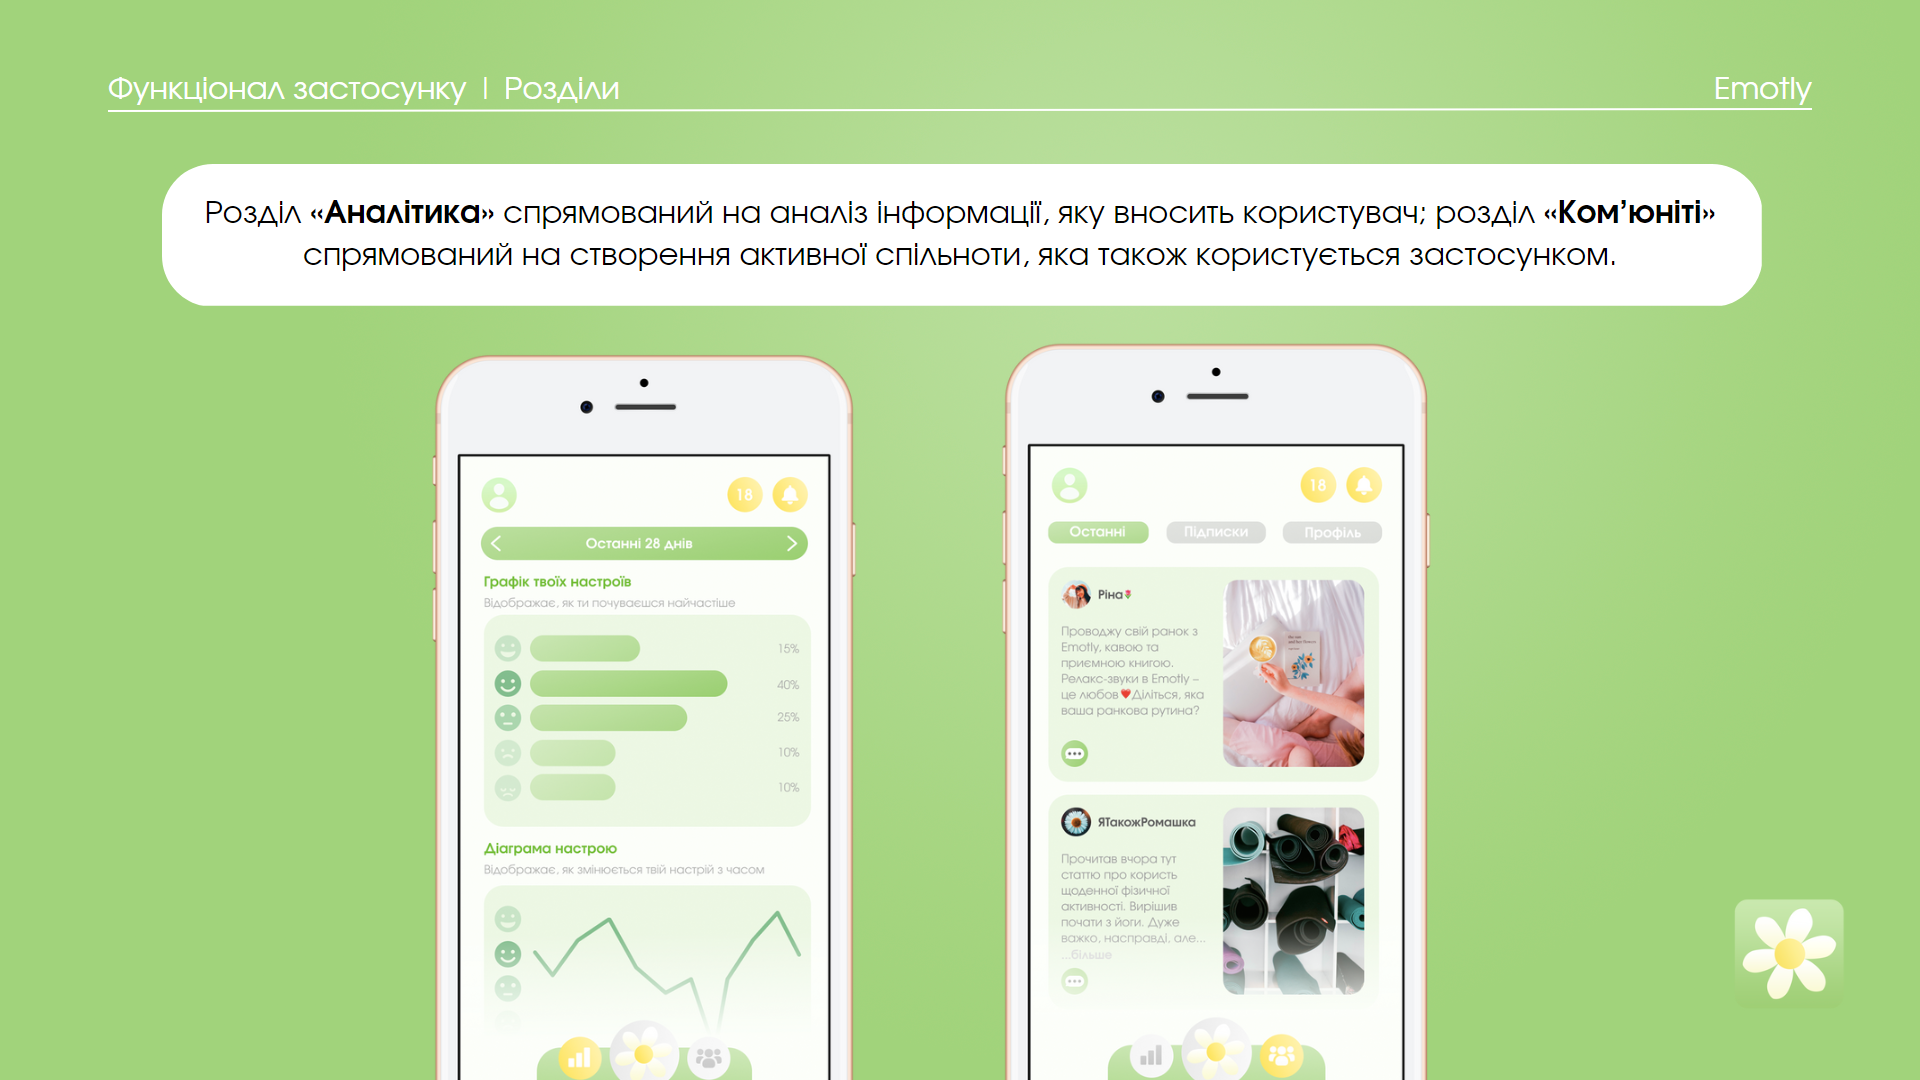 Функціонал застосунку | Розділи
Emotly
Розділ «Аналітика» спрямований на аналіз інформації, яку вносить користувач; розділ «Ком’юніті»
спрямований на створення активної спільноти, яка також користується застосунком.
18
Останні 28 днів
Графік твоїх настроїв
Відображає, як ти почуваєшся найчастіше
15%
40%
25%
10%
10%
Діаграма настрою
Відображає, як змінюється твій настрій з часом
18
Останні
Підписки
Профіль
Ріна🌷
Проводжу свій ранок з
Emotly, кавою та
приємною книгою.
Релакс-звуки в Emotly –
це любов❤️Діліться, яка
ваша ранкова рутина?
ЯТакожРомашка
Прочитав вчора тут
статтю про користь
щоденної фізичної
активності. Вирішив
почати з йоги. Дуже
важко, насправді, але...
...більше